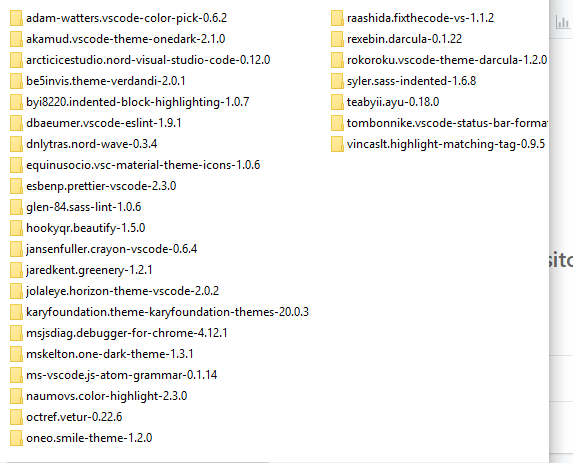 adam-watters.vscode-color-pick-0.6.2
akamud.vscode-theme-onedark-2.1.0
arcticicestudio.nord-visual-studio-code-0.12.0
be5invis.theme-verdandi-2.0.1
byi8220.indented-block-highlighting-1.0.7
dbaeumer.vscode-eslint-1.9.1
dnlytras.nord-wave-0.3.4
equinusocio.vsc-material-theme-icons-1.0.6
esbenp.prettier-vscode-2.3.0
glen-84.sass-lint-1.0.6
hookyqr.beautify-1.5.0
jansenfuller.crayon-vscode-0.6.4
jaredkent.greenery-1.2.1
jolaleye.horizon-theme-vscode-2.0.2
karyfoundation.theme-karyfoundation-themes-20.0.3
msjsdiag.debugger-for-chrome-4.12.1
mskelton.one-dark-theme-1.3.1
ms-vscode.js-atom-grammar-0.1.14
naumovs.color-highlight-2.3.0
octref.vetur-0.22.6
oneo.smile-theme-1.2.0
raashida.fixthecode-vs-1.1.2
rexebin.darcula-0.1.22
rokoroku.vscode-theme-darcula-1.2.0
syler.sass-indented-1.6.8
teabyii.ayu-0.18.0
tombonnike.vscode-status-bar-format
vincaslt.highlight-matching-tag-0.9.5